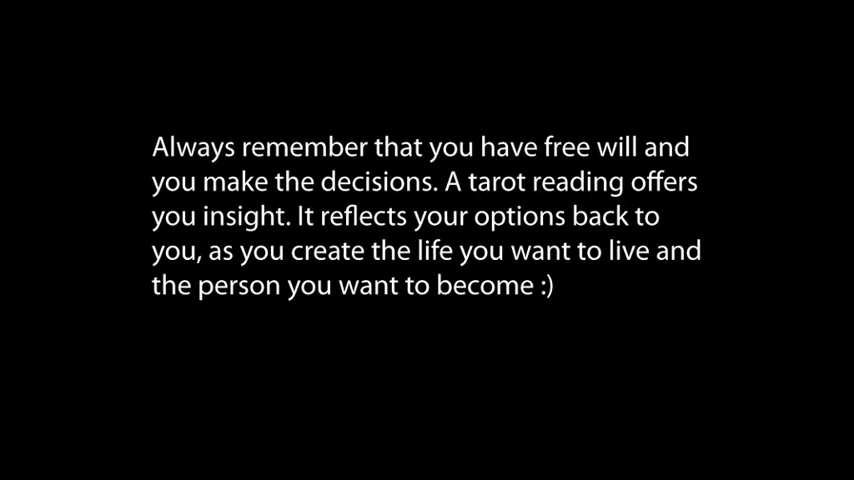 Always remember that you have free will and
you make the decisions. A tarot reading offers
you insight. It reflects your options back to
you, as you create the life you want to live and
the person you want to become :)